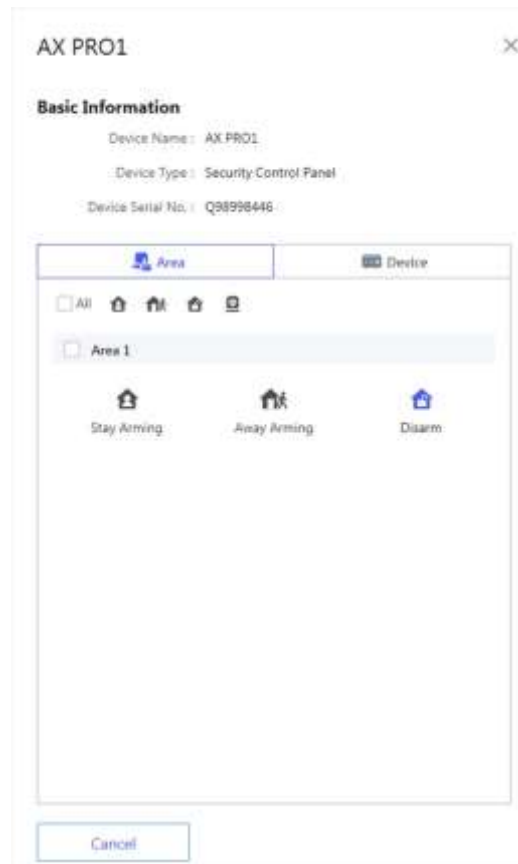 AX PRO1
Basic Information
Device Name : AX PRO1
Device Type : Security Control Panel
Device Serial No. : Q98998446
Area Device
All
Area 1
Stay Arming Away Arming Disarm
Cancel